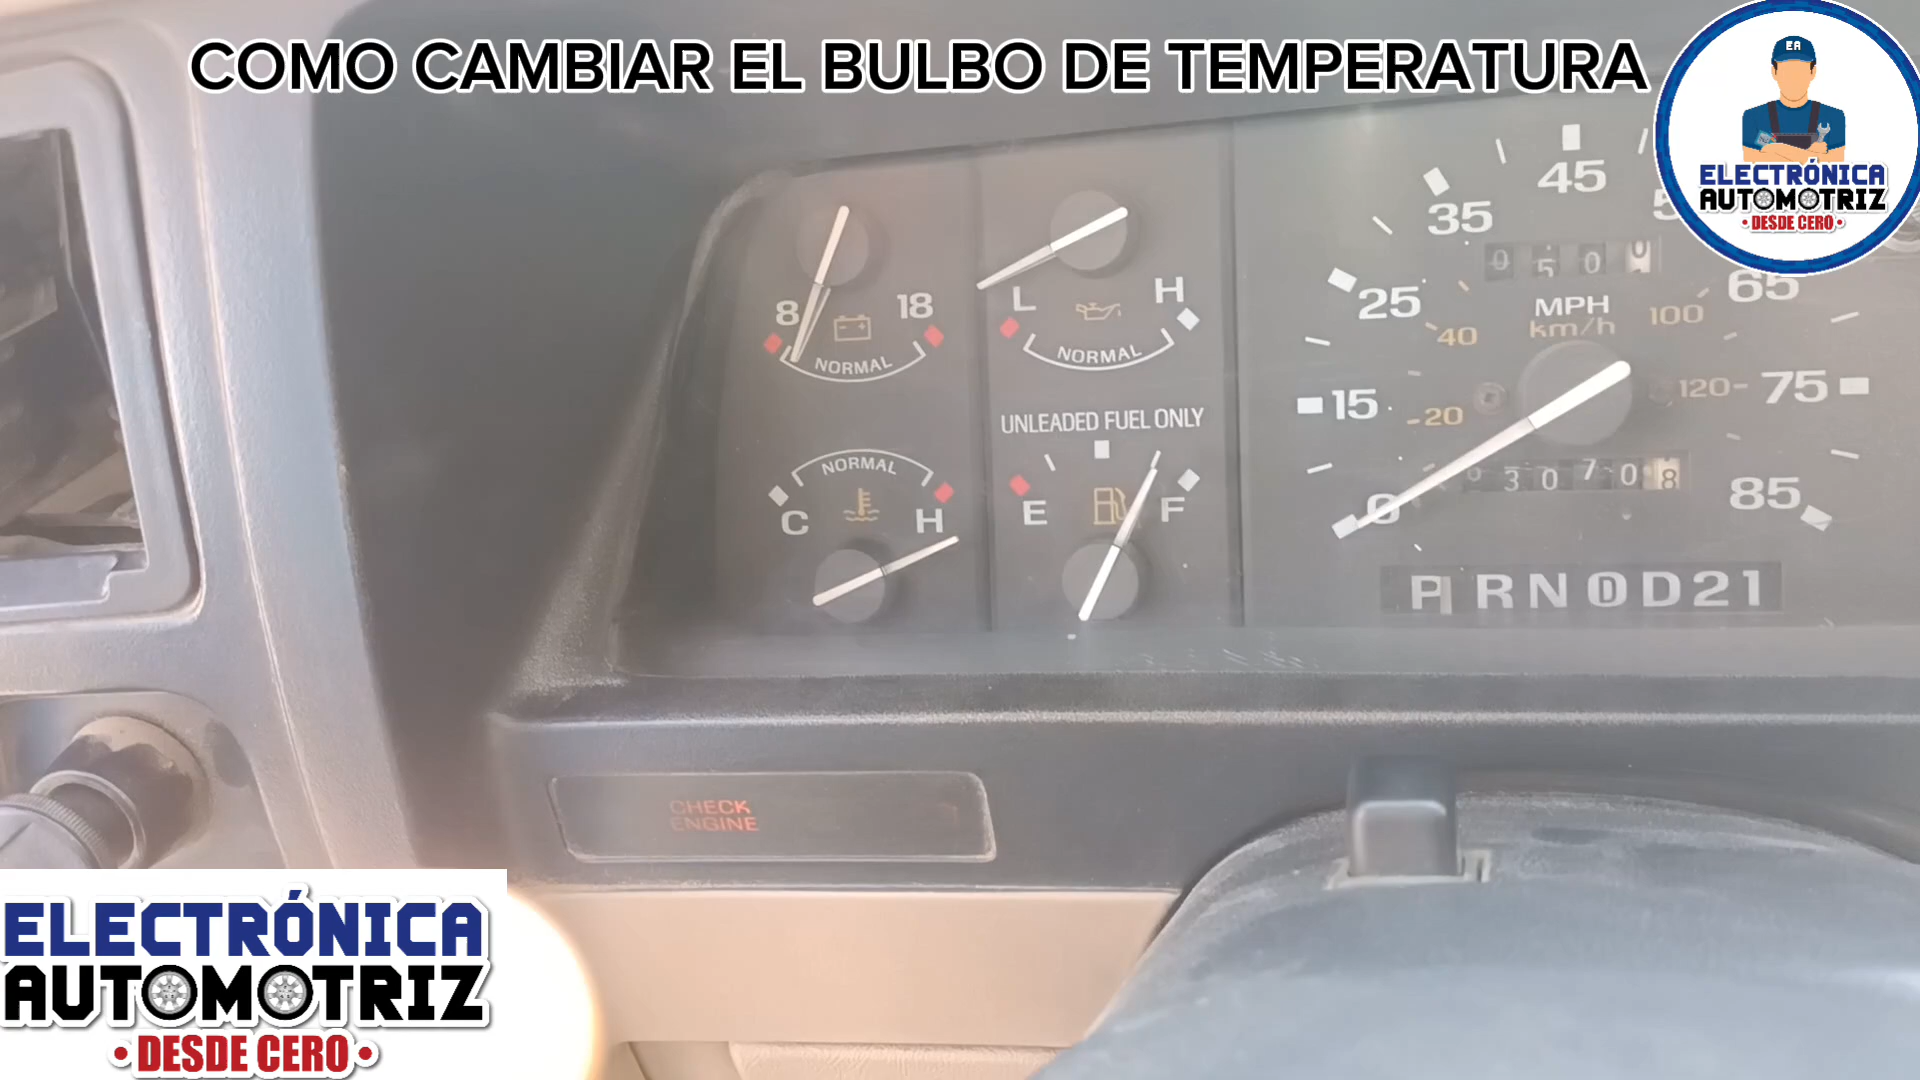 COMO CAMBIAR EL BULBO DE TEMPERATURA
EA
ELECTRÓNICA
AUTOMOTRIZ
• DESDE CERO •
8 18
NORMAL
L H
NORMAL
NORMAL
C H
UNLEADED FUEL ONLY
E F
0 15 25 35 45 65 75 85
MPH
km/h
20 40 100 120
P R N D D 2 1
CHECK
ENGINE
ELECTRÓNICA
AUTOMOTRIZ
• DESDE CERO •